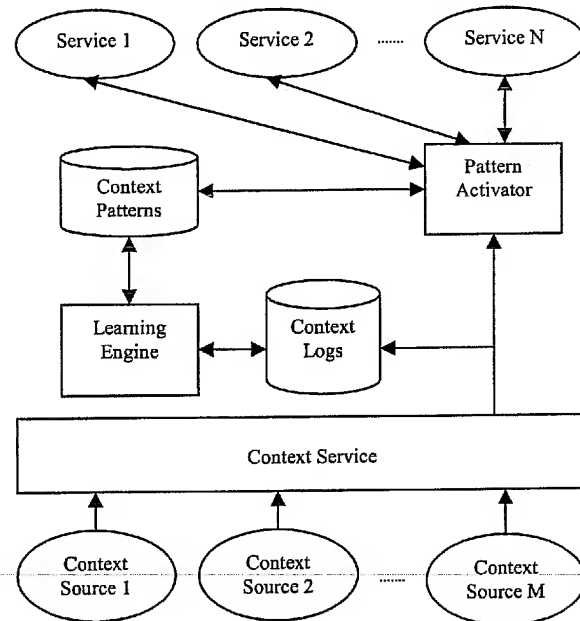 Service 1
Service 2
......
Service N
Pattern
Activator
Context
Patterns
Learning
Engine
Context
Logs
Context Service
Context
Source 1
Context
Source 2
......
Context
Source M